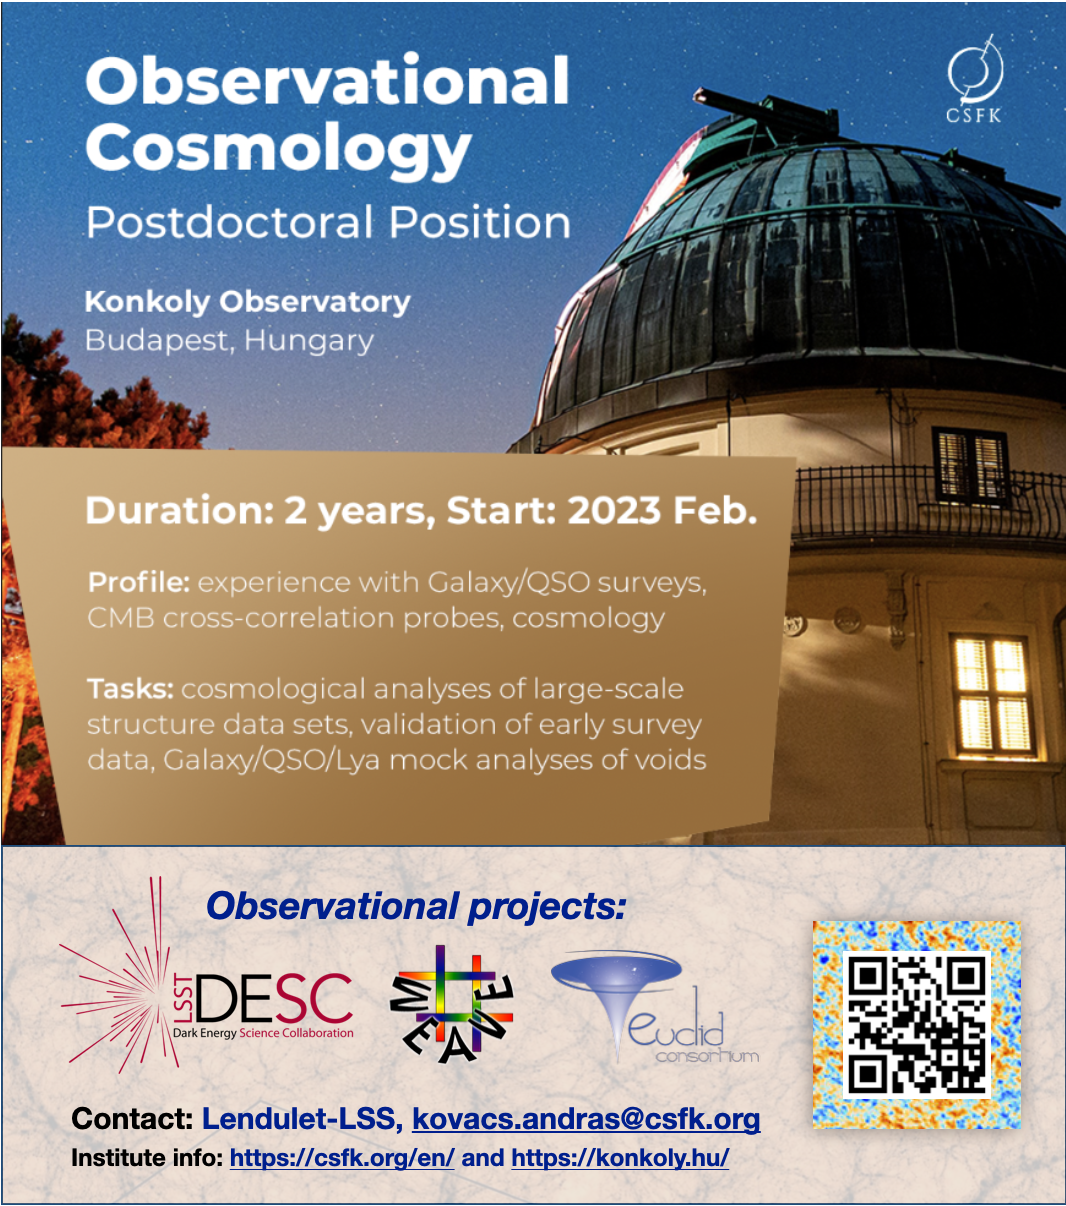 Observational
Cosmology
CSFK
Postdoctoral Position
Konkoly Observatory
Budapest, Hungary
Duration: 2 years, Start: 2023 Feb.
Profile: experience with Galaxy/QSO surveys,
CMB cross-correlation probes, cosmology
Tasks: cosmological analyses of large-scale
structure data sets, validation of early survey
data, Galaxy/QSO/Lya mock analyses of voids
Observational projects:
LSST DESC
Dark Energy Science Collaboration
WEAVE
euclid
consortium
Contact: Lendulet-LSS, kovacs.andras@csfk.org
Institute info: https://csfk.org/en/ and https://konkoly.hu/